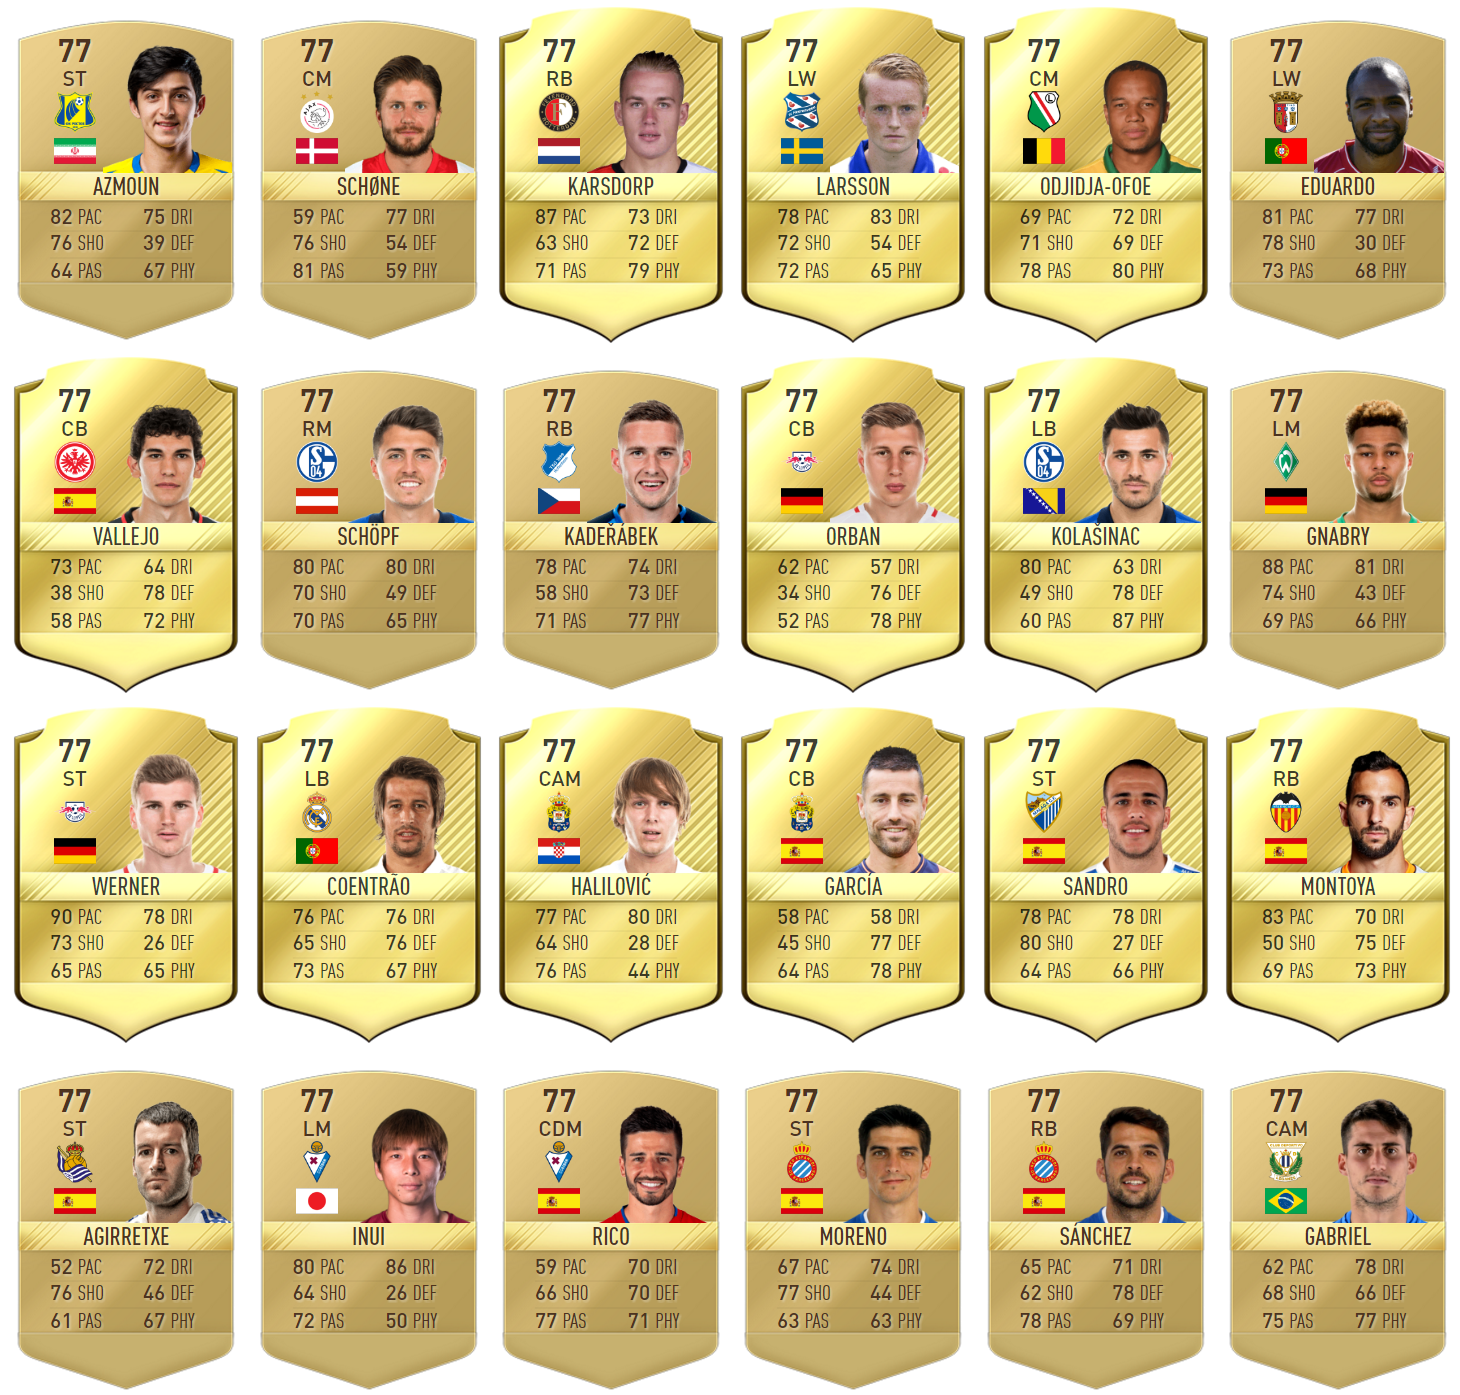 77
ST
AZMOUN
82 PAC 75 DRI
76 SHO 39 DEF
64 PAS 67 PHY
77
CM
SCHØNE
59 PAC 77 DRI
76 SHO 54 DEF
81 PAS 59 PHY
77
RB
KARSDORP
87 PAC 73 DRI
63 SHO 72 DEF
71 PAS 79 PHY
77
LW
LARSSON
78 PAC 83 DRI
72 SHO 54 DEF
72 PAS 65 PHY
77
CM
ODJIDJA-OFOE
69 PAC 72 DRI
71 SHO 69 DEF
78 PAS 80 PHY
77
LW
EDUARDO
81 PAC 77 DRI
78 SHO 30 DEF
73 PAS 68 PHY
77
CB
VALLEJO
73 PAC 64 DRI
38 SHO 78 DEF
58 PAS 72 PHY
77
RM
SCHÖPF
80 PAC 80 DRI
70 SHO 49 DEF
70 PAS 65 PHY
77
RB
KADEŘÁBEK
78 PAC 74 DRI
58 SHO 73 DEF
71 PAS 77 PHY
77
CB
ORBAN
62 PAC 57 DRI
34 SHO 76 DEF
52 PAS 78 PHY
77
LB
KOLAŠINAC
80 PAC 63 DRI
49 SHO 78 DEF
60 PAS 87 PHY
77
LM
GNABRY
88 PAC 81 DRI
74 SHO 43 DEF
69 PAS 66 PHY
77
ST
WERNER
90 PAC 78 DRI
73 SHO 26 DEF
65 PAS 65 PHY
77
LB
COENTRÃO
76 PAC 76 DRI
65 SHO 76 DEF
73 PAS 67 PHY
77
CAM
HALILOVIĆ
77 PAC 80 DRI
64 SHO 28 DEF
76 PAS 44 PHY
77
CB
GARCÍA
58 PAC 58 DRI
45 SHO 77 DEF
64 PAS 78 PHY
77
ST
SANDRO
78 PAC 78 DRI
80 SHO 27 DEF
64 PAS 66 PHY
77
RB
MONTOYA
83 PAC 70 DRI
50 SHO 75 DEF
69 PAS 73 PHY
77
ST
AGIRRETXE
52 PAC 72 DRI
76 SHO 46 DEF
61 PAS 67 PHY
77
LM
INUI
80 PAC 86 DRI
64 SHO 26 DEF
72 PAS 50 PHY
77
CDM
RICO
59 PAC 70 DRI
66 SHO 70 DEF
77 PAS 71 PHY
77
ST
MORENO
67 PAC 74 DRI
77 SHO 44 DEF
63 PAS 63 PHY
77
RB
SÁNCHEZ
65 PAC 71 DRI
62 SHO 78 DEF
78 PAS 69 PHY
77
CAM
GABRIEL
62 PAC 78 DRI
68 SHO 66 DEF
75 PAS 77 PHY